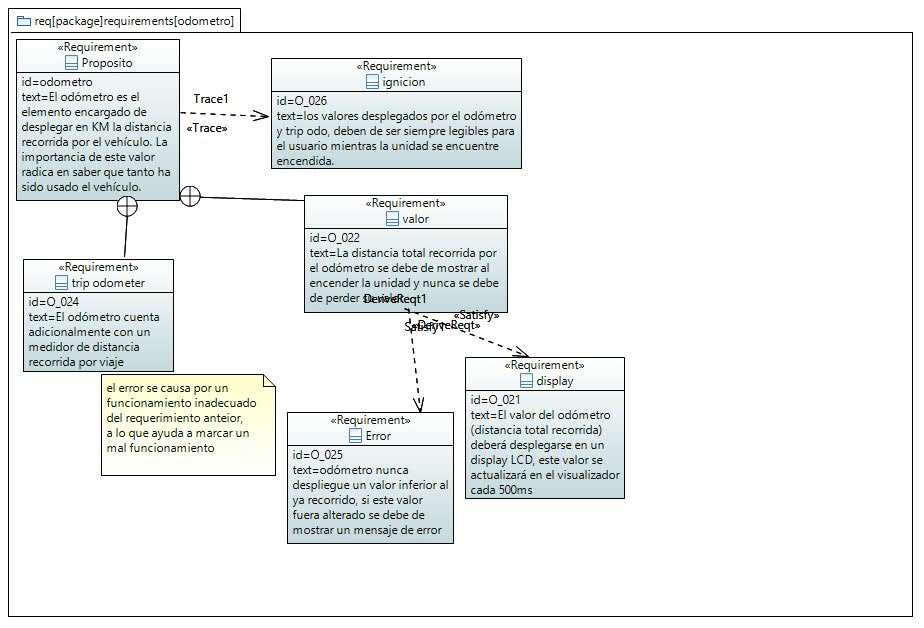 req[package]requirements[odometro]
«Requirement»
Proposito
id=odometro
text=El odómetro es el
elemento encargado de
desplegar en KM la distancia
recorrida por el vehículo. La
importancia de este valor
radica en saber que tanto ha
sido usado el vehículo.
Trace1
«Trace»
«Requirement»
ignicion
id=O_026
text=los valores desplegados por el odómetro
y trip odo, deben de ser siempre legibles para
el usuario mientras la unidad se encuentre
encendida.
«Requirement»
valor
id=O_022
text=La distancia total recorrida por
el odómetro se debe de mostrar al
encender la unidad y nunca se debe
de perder su
DeriveReqt1
«Satisfy»
Satisfy1
«DeriveReqt»
«Requirement»
trip odometer
id=O_024
text=El odómetro cuenta
adicionalmente con un
medidor de distancia
recorrida por viaje
el error se causa por un
funcionamiento inadecuado
del requerimiento anteior,
a lo que ayuda a marcar un
mal funcionamiento
«Requirement»
Error
id=O_025
text=odómetro nunca
despliegue un valor inferior al
ya recorrido, si este valor
fuera alterado se debe de
mostrar un mensaje de error
«Requirement»
display
id=O_021
text=El valor del odómetro
(distancia total recorrida)
deberá desplegarse en un
display LCD, este valor se
actualizará en el visualizador
cada 500ms